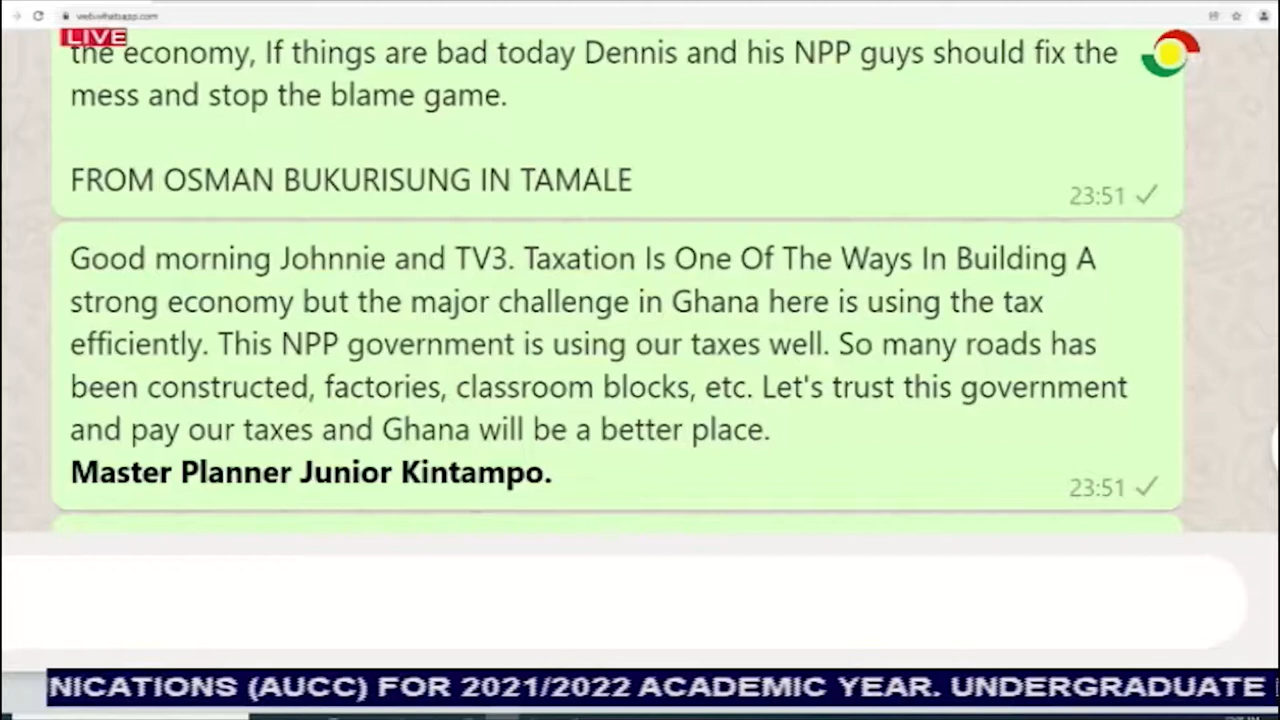 web.whatsapp.com
LIVE
the economy, If things are bad today Dennis and his NPP guys should fix the
mess and stop the blame game.
FROM OSMAN BUKURISUNG IN TAMALE
23:51
Good morning Johnnie and TV3. Taxation Is One Of The Ways In Building A
strong economy but the major challenge in Ghana here is using the tax
efficiently. This NPP government is using our taxes well. So many roads has
been constructed, factories, classroom blocks, etc. Let's trust this government
and pay our taxes and Ghana will be a better place.
Master Planner Junior Kintampo.
23:51
NICATIONS (AUCC) FOR 2021/2022 ACADEMIC YEAR. UNDERGRADUATE